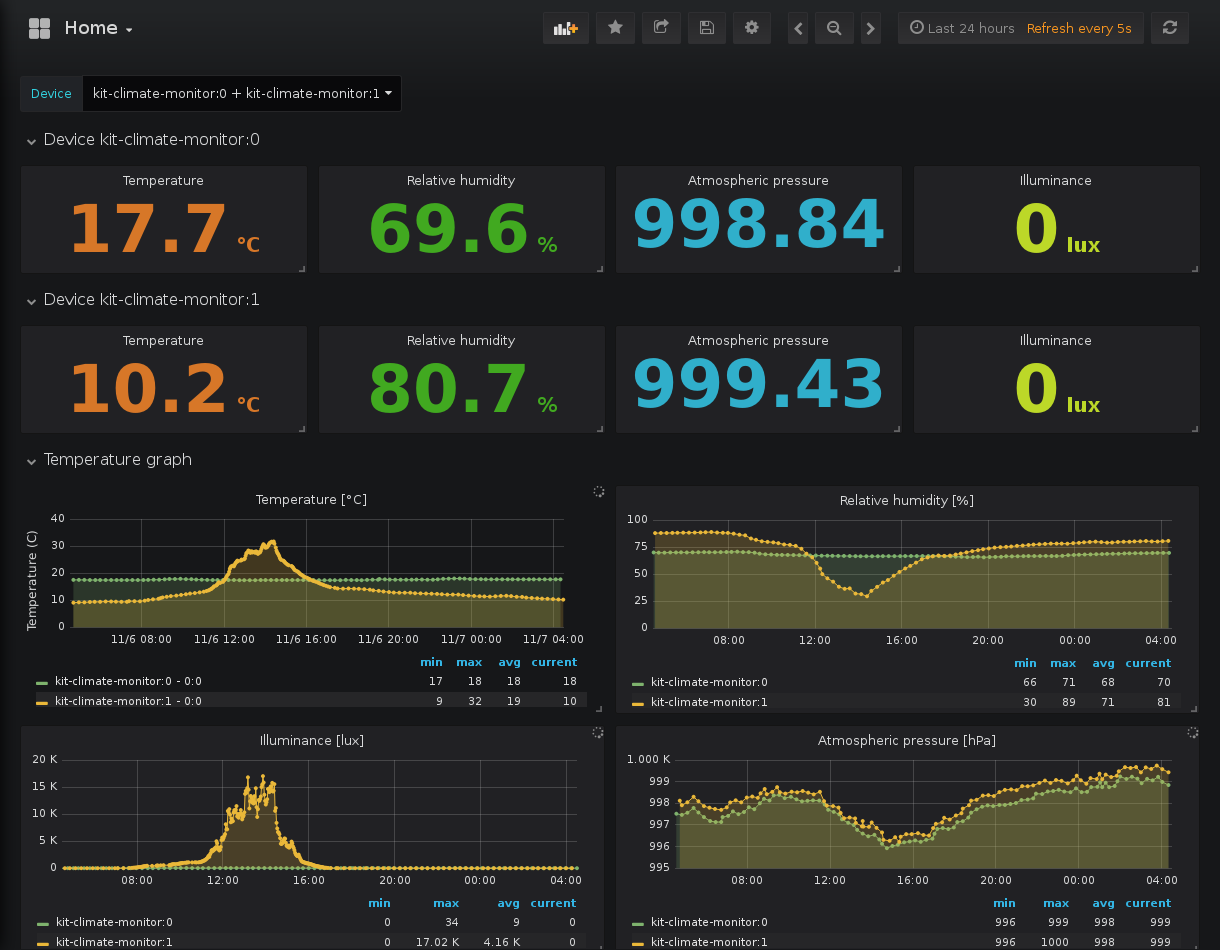 Home
Last 24 hours Refresh every 5s
Device kit-climate-monitor:0 + kit-climate-monitor:1
Device kit-climate-monitor:0
Temperature Relative humidity Atmospheric pressure Illuminance
17.7 °C 69.6 % 998.84 0 lux
Device kit-climate-monitor:1
Temperature Relative humidity Atmospheric pressure Illuminance
10.2 °C 80.7 % 999.43 0 lux
Temperature graph
Temperature [°C]
Temperature (C)
40
30
20
10
0
11/6 08:00 11/6 12:00 11/6 16:00 11/6 20:00 11/7 00:00 11/7 04:00
min max avg current
kit-climate-monitor:0 - 0:0 17 18 18 18
kit-climate-monitor:1 - 0:0 9 32 19 10
Relative humidity [%]
100
75
50
25
0
08:00 12:00 16:00 20:00 00:00 04:00
min max avg current
kit-climate-monitor:0 66 71 68 70
kit-climate-monitor:1 30 89 71 81
Illuminance [lux]
20 K
15 K
10 K
5 K
0
08:00 12:00 16:00 20:00 00:00 04:00
min max avg current
kit-climate-monitor:0 0 34 9 0
kit-climate-monitor:1 0 17.02 K 4.16 K 0
Atmospheric pressure [hPa]
1.000 K
999
998
997
996
995
08:00 12:00 16:00 20:00 00:00 04:00
min max avg current
kit-climate-monitor:0 996 999 998 999
kit-climate-monitor:1 996 1000 998 999